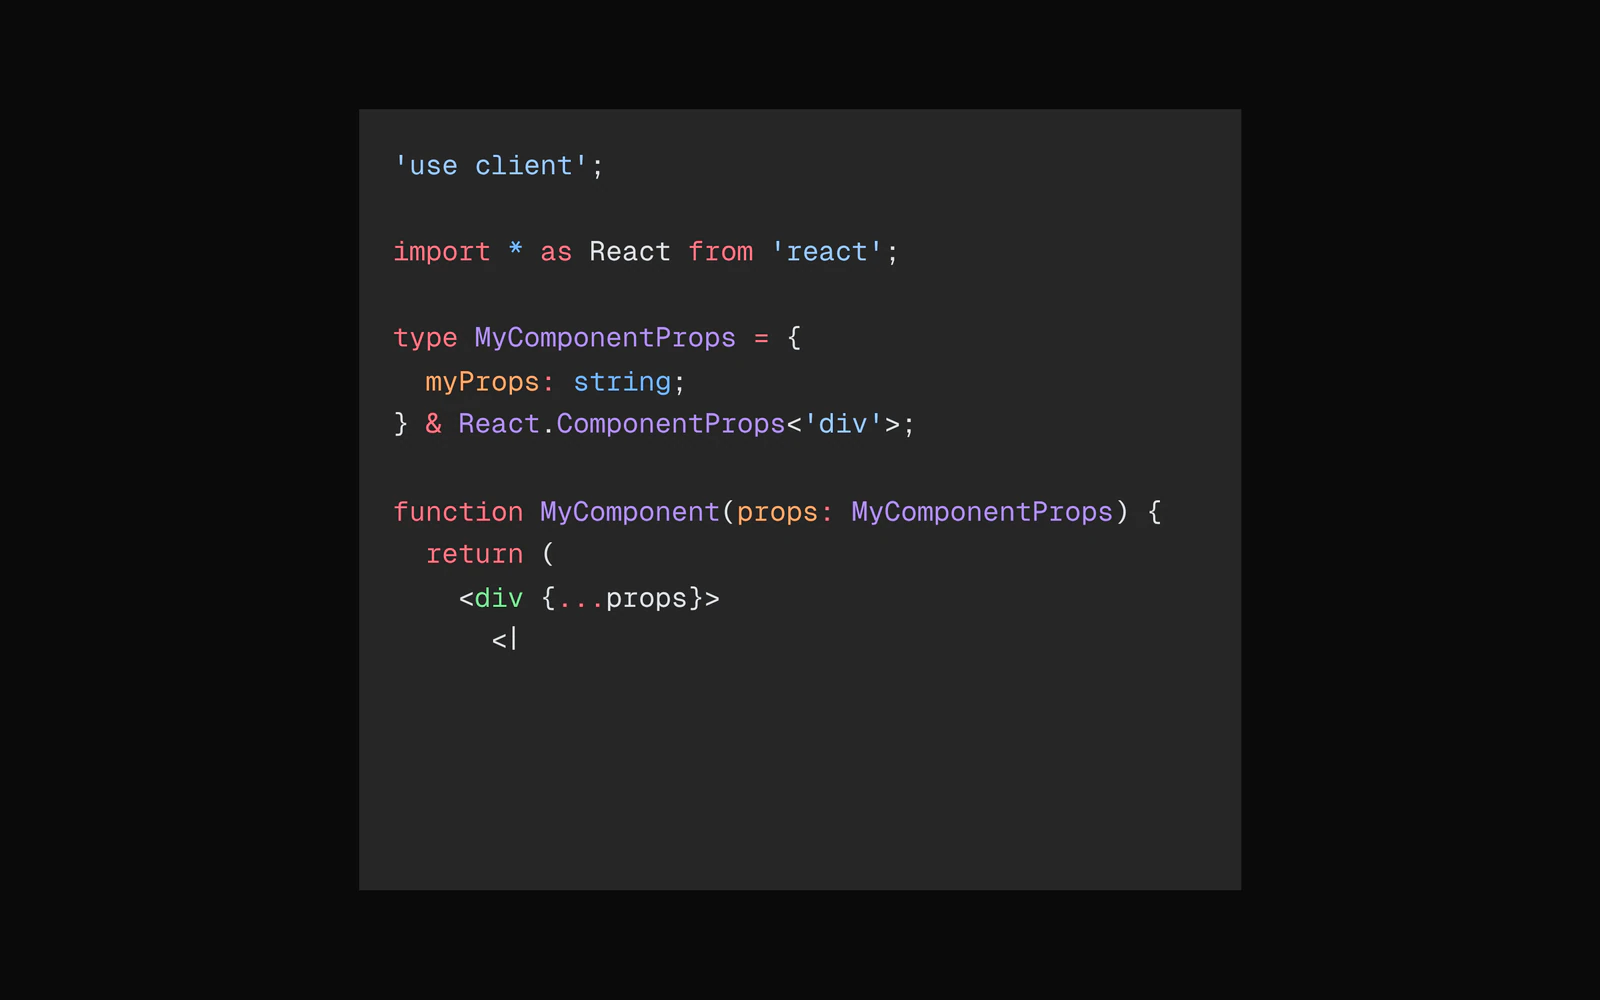 'use client';
import * as React from 'react';
type MyComponentProps = {
  myProps: string;
} & React.ComponentProps<'div'>;
function MyComponent(props: MyComponentProps) {
  return (
    <div {...props}>
      <|